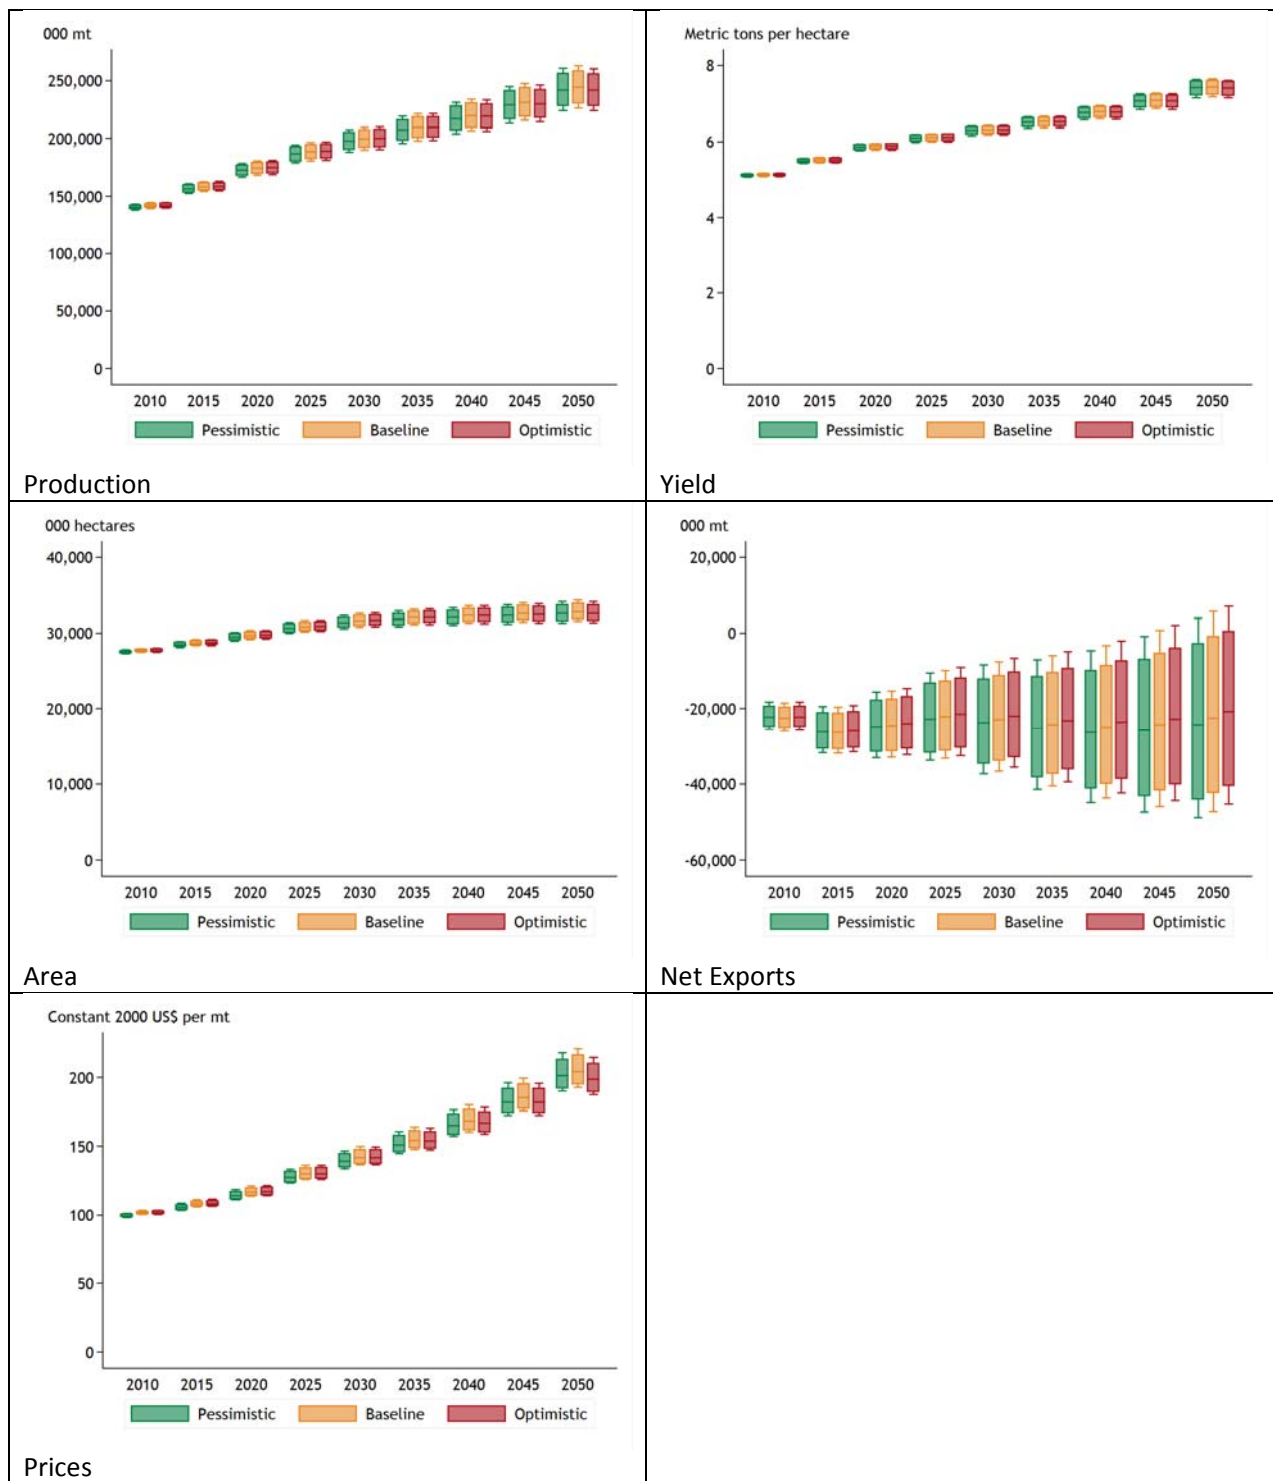 000 mt
250,000
200,000
150,000
100,000
50,000
0
2010 2015 2020 2025 2030 2035 2040 2045 2050
Pessimistic Baseline Optimistic
Production
Metric tons per hectare
8
6
4
2
0
2010 2015 2020 2025 2030 2035 2040 2045 2050
Pessimistic Baseline Optimistic
Yield
000 hectares
40,000
30,000
20,000
10,000
0
2010 2015 2020 2025 2030 2035 2040 2045 2050
Pessimistic Baseline Optimistic
Area
000 mt
20,000
0
-20,000
-40,000
-60,000
2010 2015 2020 2025 2030 2035 2040 2045 2050
Pessimistic Baseline Optimistic
Net Exports
Constant 2000 US$ per mt
200
150
100
50
0
2010 2015 2020 2025 2030 2035 2040 2045 2050
Pessimistic Baseline Optimistic
Prices